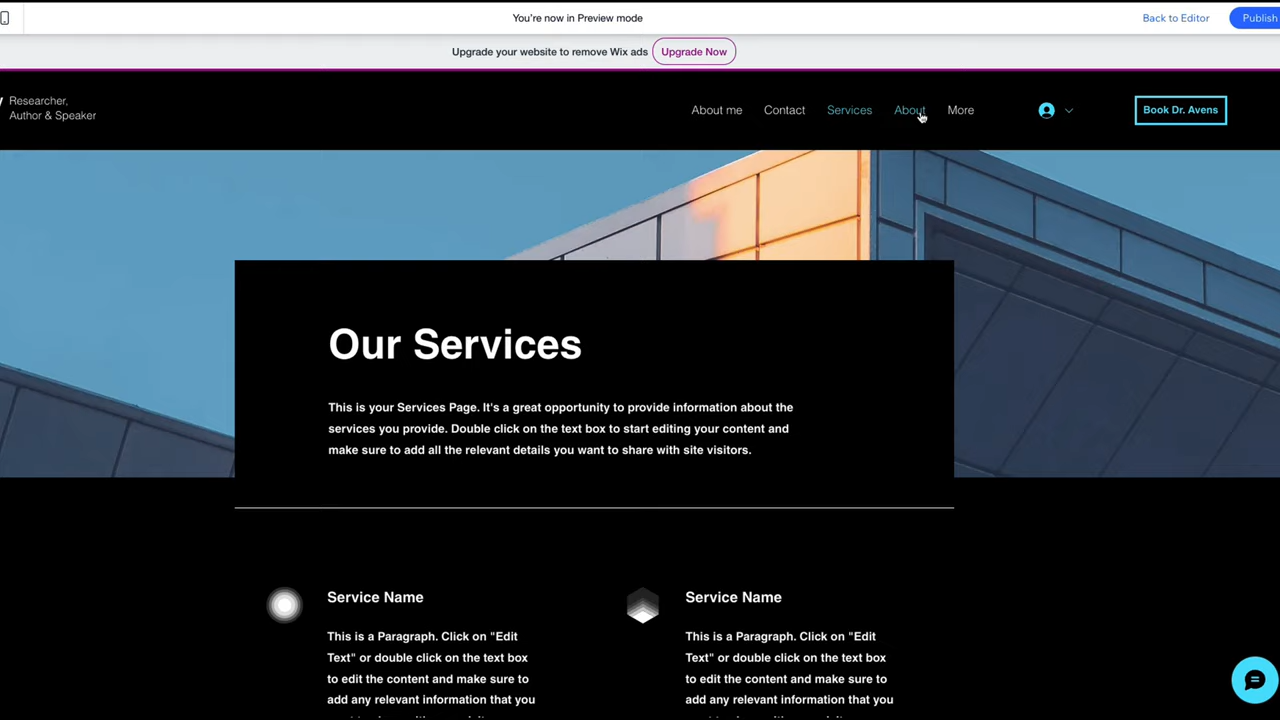 You're now in Preview mode
Back to Editor
Publish
Upgrade your website to remove Wix ads
Upgrade Now
Researcher,
Author & Speaker
About me
Contact
Services
About
More
Book Dr. Avens
Our Services
This is your Services Page. It's a great opportunity to provide information about the
services you provide. Double click on the text box to start editing your content and
make sure to add all the relevant details you want to share with site visitors.
Service Name
This is a Paragraph. Click on "Edit
Text" or double click on the text box
to edit the content and make sure to
add any relevant information that you
Service Name
This is a Paragraph. Click on "Edit
Text" or double click on the text box
to edit the content and make sure to
add any relevant information that you